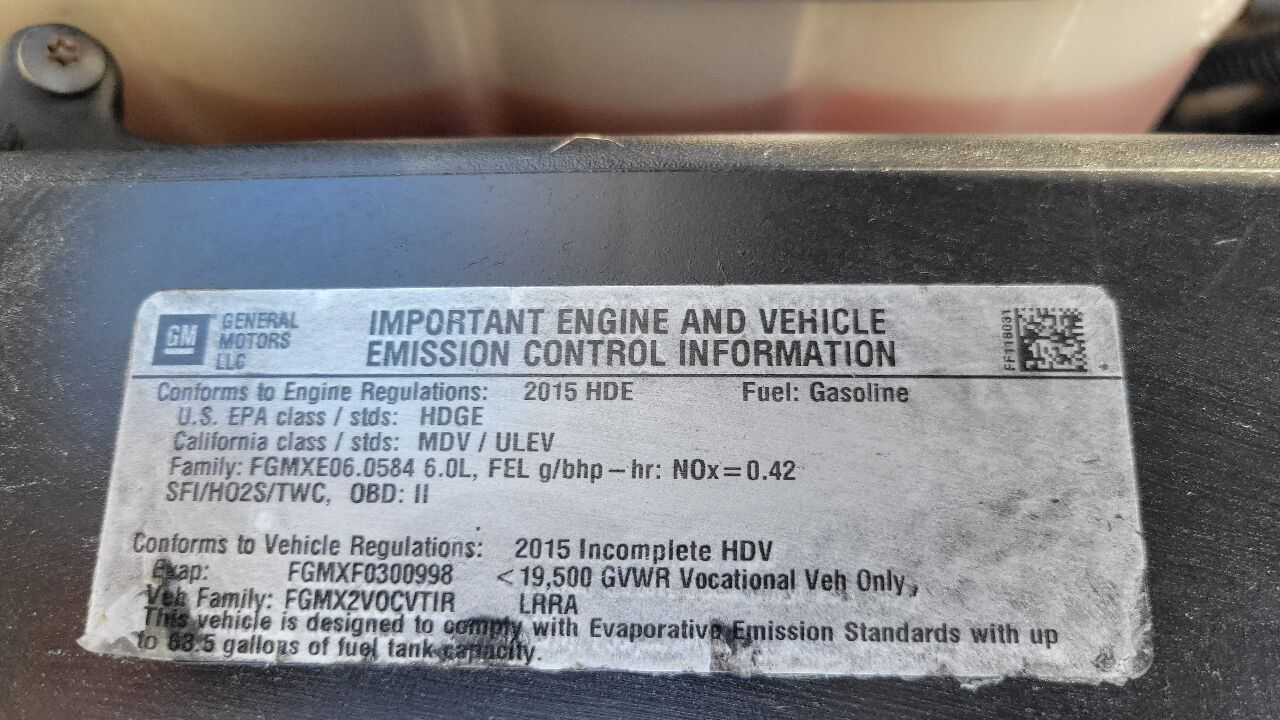 GM GENERAL MOTORS LLC
IMPORTANT ENGINE AND VEHICLE
EMISSION CONTROL INFORMATION
FF118031
Conforms to Engine Regulations: 2015 HDE Fuel: Gasoline
U.S. EPA class / stds: HDGE
California class / stds: MDV / ULEV
Family: FGMXE06.0584 6.0L, FEL g/bhp-hr: NOx=0.42
SFI/HO2S/TWC, OBD: II
Conforms to Vehicle Regulations: 2015 Incomplete HDV
Evap: FGMXF0300998 <19,500 GVWR Vocational Veh Only,
Veh Family: FGMX2VOCVTIR LRRA
This vehicle is designed to comply with Evaporative Emission Standards with up
to 63.5 gallons of fuel tank capacity.